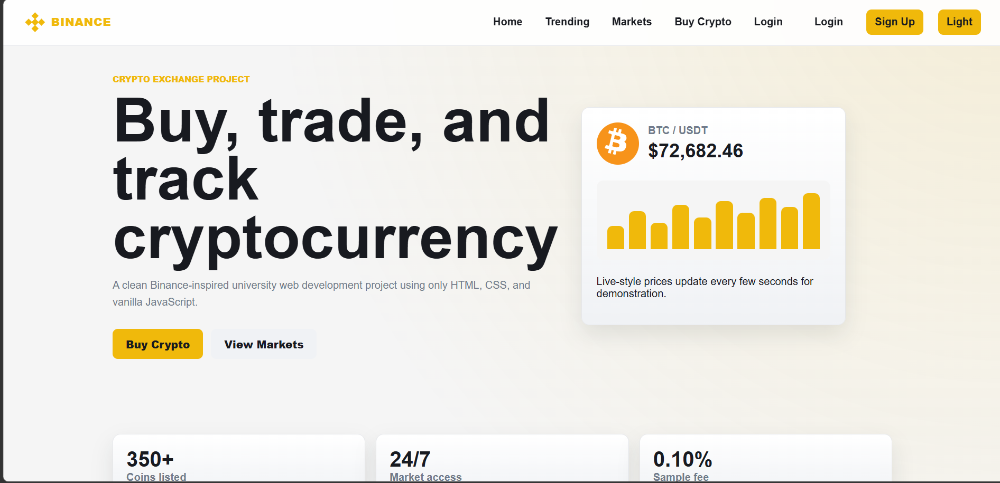 BINANCE
Home
Trending
Markets
Buy Crypto
Login
Login
Sign Up
Light
CRYPTO EXCHANGE PROJECT
Buy, trade, and
track
cryptocurrency
A clean Binance-inspired university web development project using only HTML, CSS, and
vanilla JavaScript.
Buy Crypto
View Markets
BTC / USDT
$72,682.46
Live-style prices update every few seconds for
demonstration.
350+
Coins listed
24/7
Market access
0.10%
Sample fee